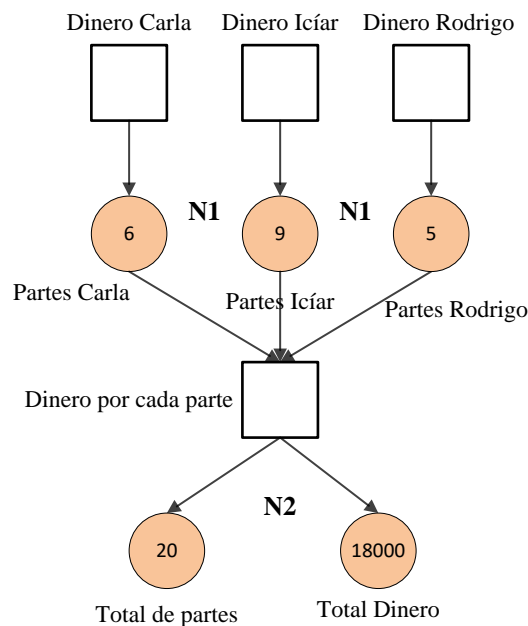 Dinero Carla
Dinero Icíar
Dinero Rodrigo
N1
N1
6
9
5
Partes Carla
Partes Icíar
Partes Rodrigo
Dinero por cada parte
N2
20
18000
Total de partes
Total Dinero